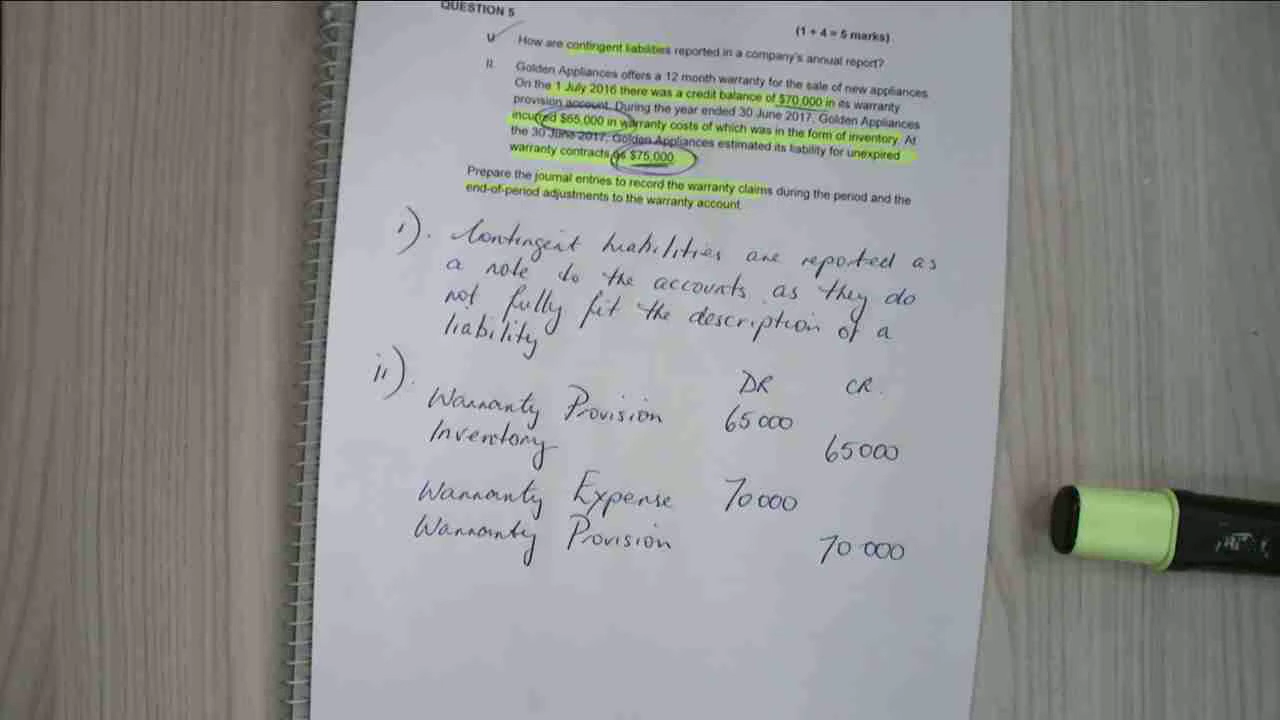 QUESTION 5
(1 + 4 = 5 marks)
How are contingent liabilities reported in a company's annual report?
II. Golden Appliances offers a 12 month warranty for the sale of new appliances.
On the 1 July 2016 there was a credit balance of $70,000 in its warranty
provision account. During the year ended 30 June 2017, Golden Appliances
incurred $65,000 in warranty costs of which was in the form of inventory. At
the 30 June 2017, Golden Appliances estimated its liability for unexpired
warranty contracts as $75,000.
Prepare the journal entries to record the warranty claims during the period and the
end-of-period adjustments to the warranty account.
i). Contingent liabilities are reported as
a note to the accounts as they do
not fully fit the description of a
liability
ii). DR CR.
Warranty Provision 65000
Inventory 65000
Warranty Expense 70000
Warranty Provision 70 000